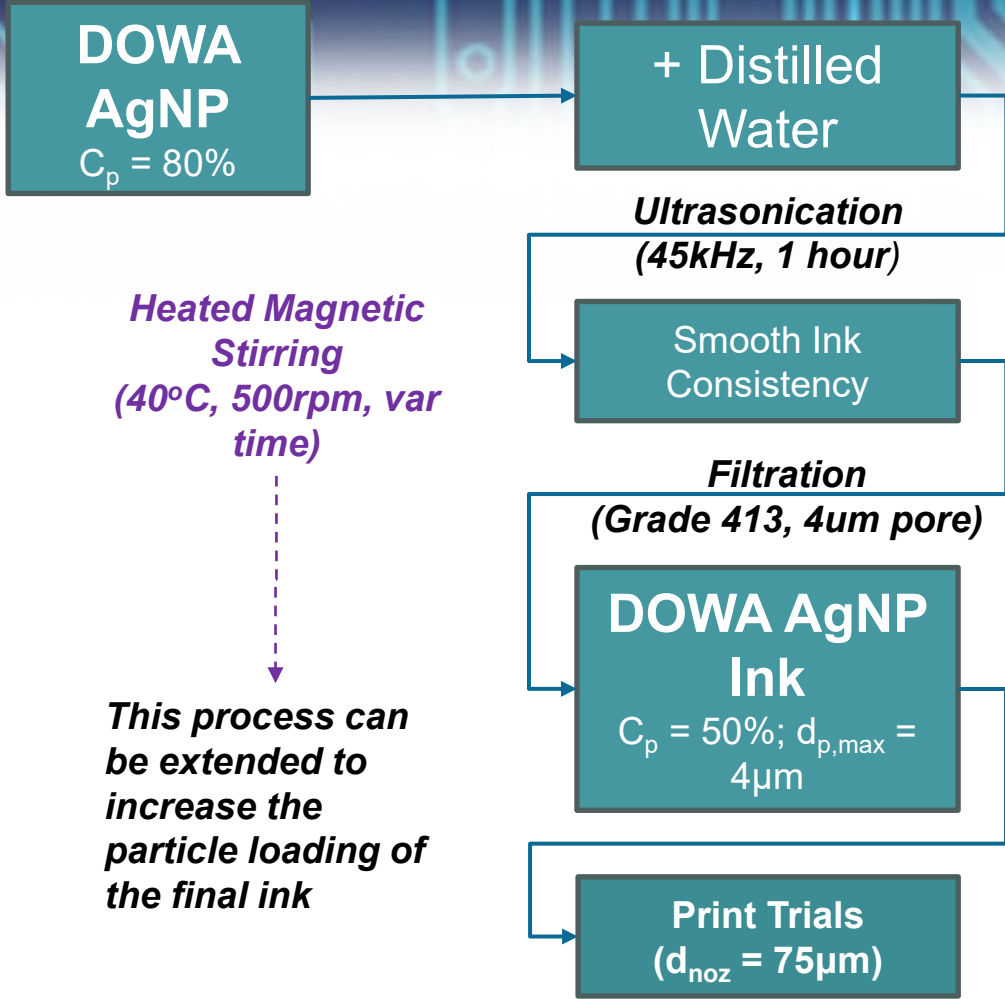 DOWA
AgNP
Cₚ = 80%
+ Distilled
Water
Ultrasonication
(45kHz, 1 hour)
Smooth Ink
Consistency
Heated Magnetic
Stirring
(40ᵒC, 500rpm, var
time)
Filtration
(Grade 413, 4um pore)
DOWA AgNP
Ink
Cₚ = 50%; dₚ,ₘₐₓ =
4µm
This process can
be extended to
increase the
particle loading of
the final ink
Print Trials
(dₙₒz = 75µm)